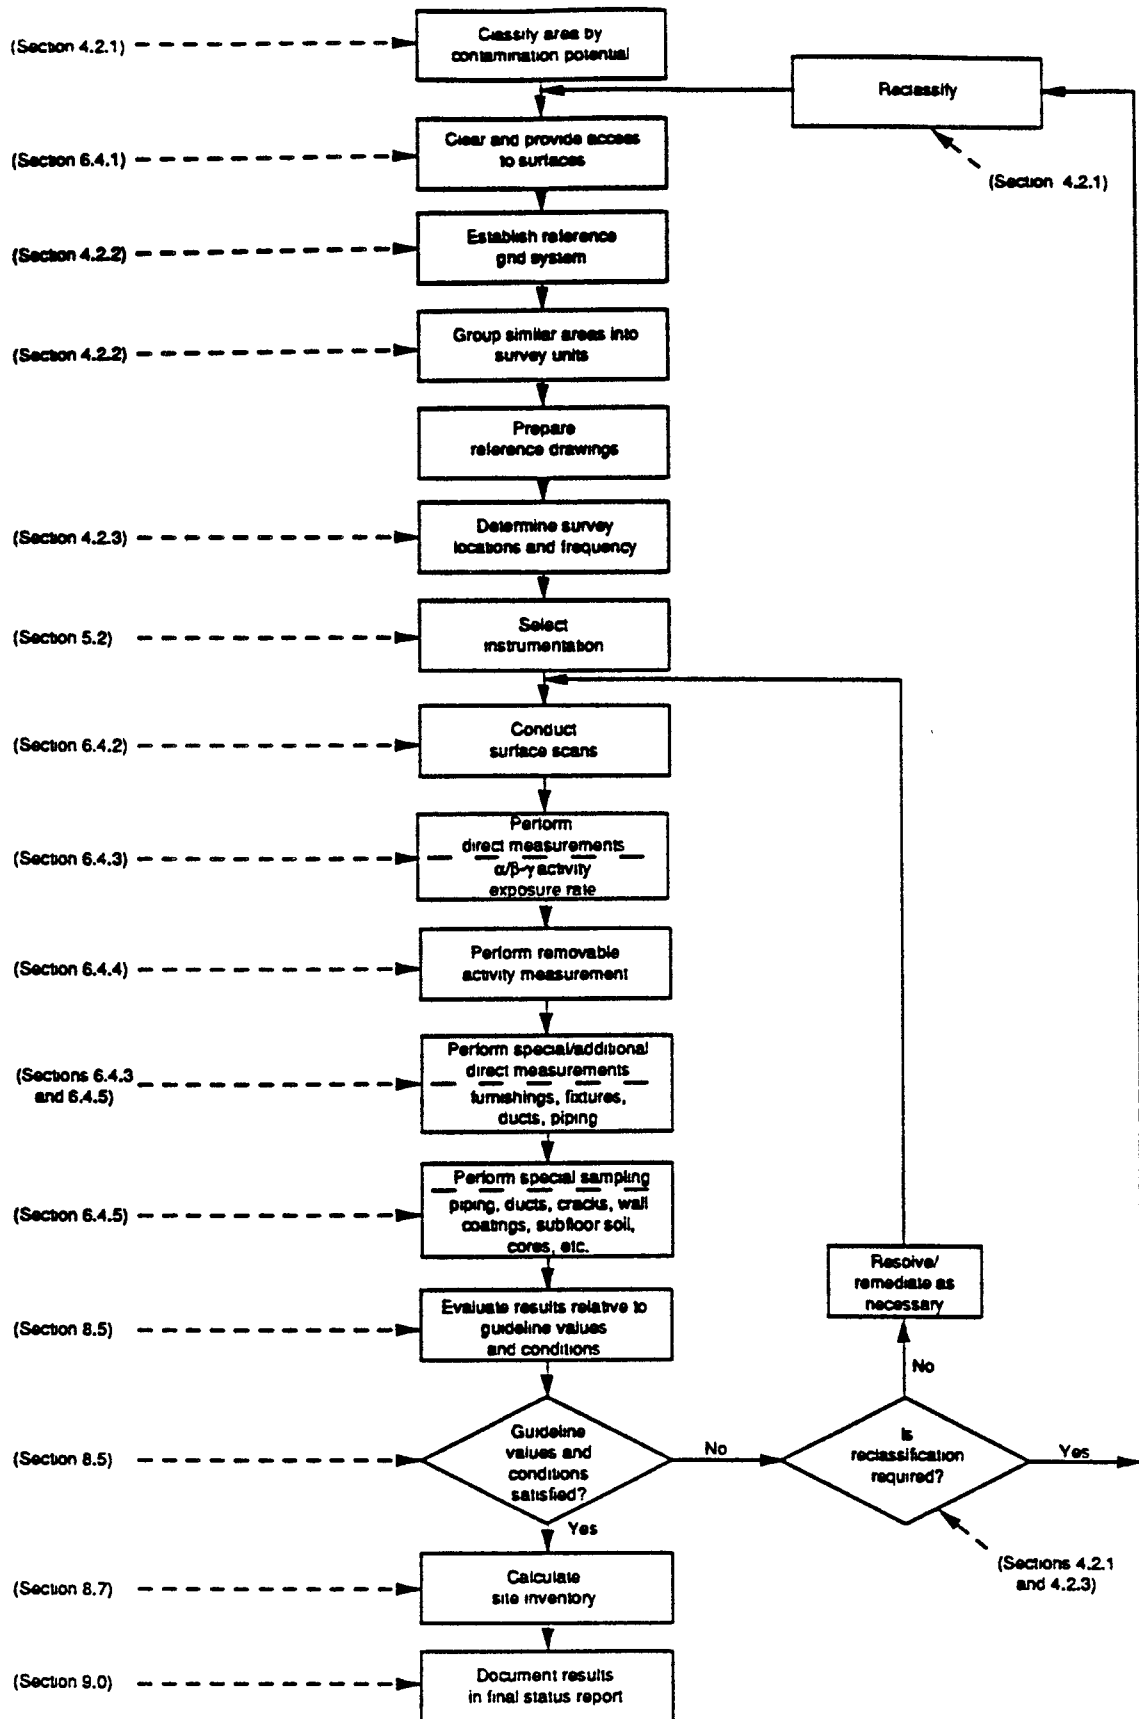 (Section 4.2.1)
Classify area by
contamination potential
Reclassify
(Section 4.2.1)
(Section 6.4.1)
Clear and provide access
to surfaces
(Section 4.2.2)
Establish reference
grid system
(Section 4.2.2)
Group similar areas into
survey units
Prepare
reference drawings
(Section 4.2.3)
Determine survey
locations and frequency
(Section 5.2)
Select
instrumentation
(Section 6.4.2)
Conduct
surface scans
(Section 6.4.3)
Perform
direct measurements
α/β-γ activity
exposure rate
(Section 6.4.4)
Perform removable
activity measurement
(Sections 6.4.3
and 6.4.5)
Perform special/additional
direct measurements
furnishings, fixtures,
ducts, piping
(Section 6.4.5)
Perform special sampling
piping, ducts, cracks, wall
coatings, subfloor soil,
cores, etc.
Resolve/
remediate as
necessary
(Section 8.5)
Evaluate results relative to
guideline values
and conditions
No
(Section 8.5)
Guideline
values and
conditions
satisfied?
No
Is
reclassification
required?
Yes
Yes
(Sections 4.2.1
and 4.2.3)
(Section 8.7)
Calculate
site inventory
(Section 9.0)
Document results
in final status report